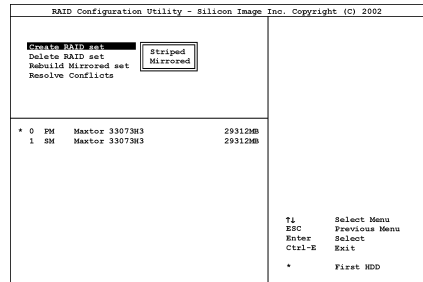 RAID Configuration Utility - Silicon Image Inc. Copyright (C) 2002
Create RAID set
Delete RAID set
Rebuild Mirrored set
Resolve Conflicts
Striped
Mirrored
* 0 PM Maxtor 33073H3 29312MB
1 SM Maxtor 33073H3 29312MB
↑↓ Select Menu
ESC Previous Menu
Enter Select
Ctrl-E Exit
* First HDD